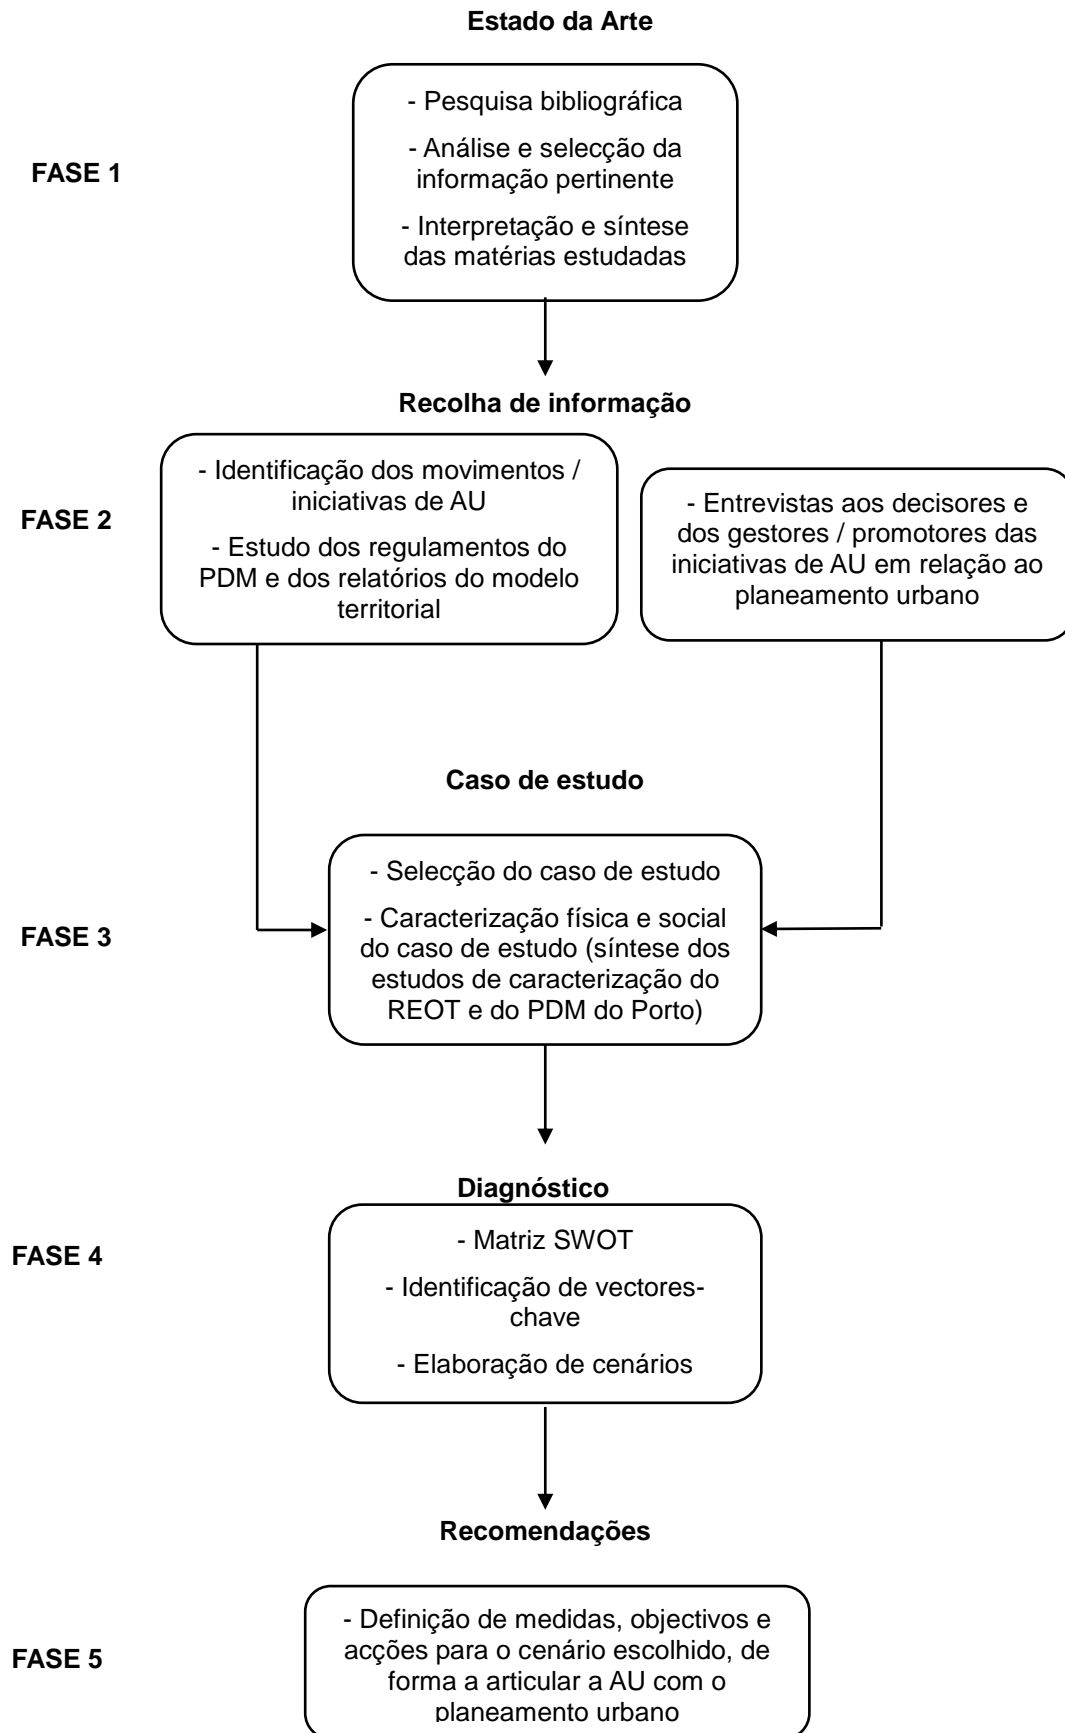 Estado da Arte
- Pesquisa bibliográfica
- Análise e selecção da
informação pertinente
- Interpretação e síntese
das matérias estudadas
FASE 1
Recolha de informação
- Identificação dos movimentos /
iniciativas de AU
- Estudo dos regulamentos do
PDM e dos relatórios do modelo
territorial
- Entrevistas aos decisores e
dos gestores / promotores das
iniciativas de AU em relação ao
planeamento urbano
FASE 2
Caso de estudo
- Selecção do caso de estudo
- Caracterização física e social
do caso de estudo (síntese dos
estudos de caracterização do
REOT e do PDM do Porto)
FASE 3
Diagnóstico
- Matriz SWOT
- Identificação de vectores-
chave
- Elaboração de cenários
FASE 4
Recomendações
- Definição de medidas, objectivos e
acções para o cenário escolhido, de
forma a articular a AU com o
planeamento urbano
FASE 5